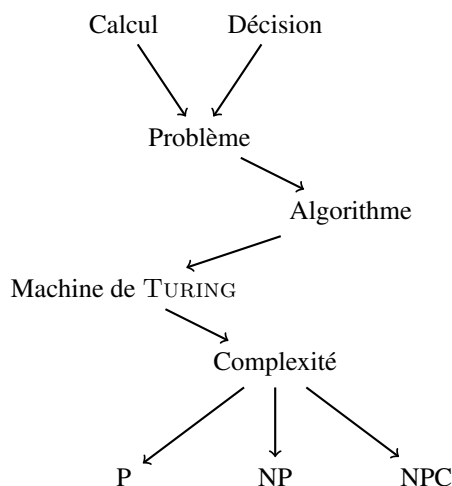 Calcul Décision
Problème
Algorithme
Machine de TURING
Complexité
P NP NPC